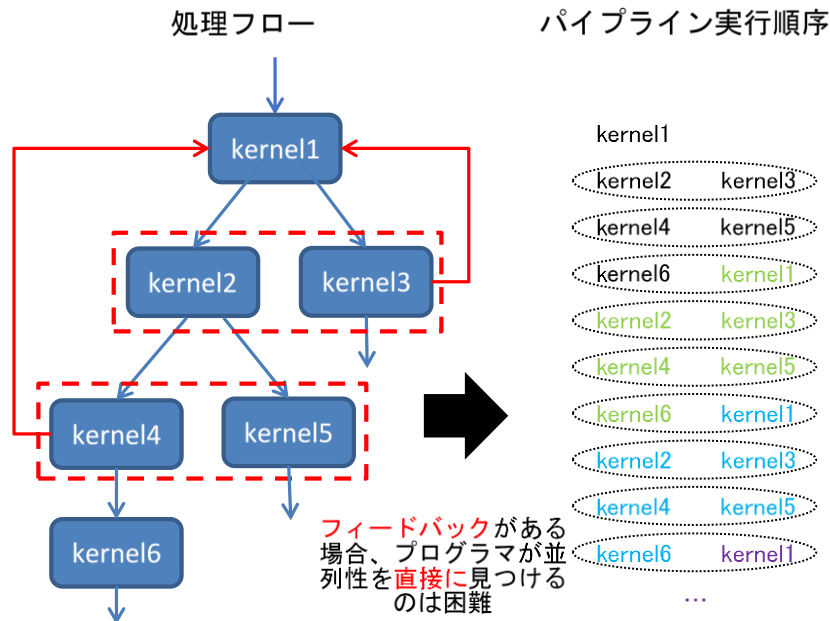 処理フロー
パイプライン実行順序
kernel1
kernel2 kernel3
kernel4 kernel5
kernel6
フィードバックがある
場合、プログラマが並
列性を直接に見つける
のは困難
kernel1
kernel2 kernel3
kernel4 kernel5
kernel6 kernel1
kernel2 kernel3
kernel4 kernel5
kernel6 kernel1
kernel2 kernel3
kernel4 kernel5
kernel6 kernel1
…